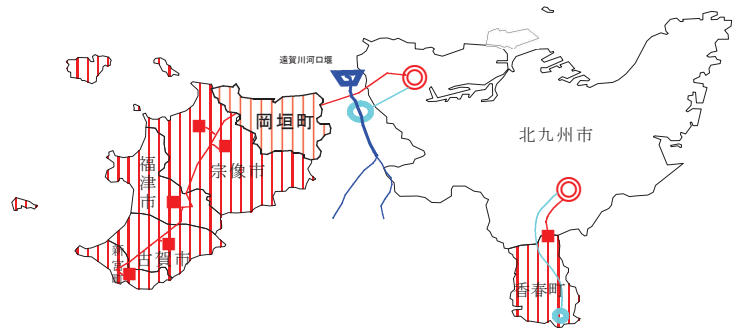 遠賀川河口堰
岡垣町
北九州市
宗像市
福津市
新宮町
古賀市
香春町